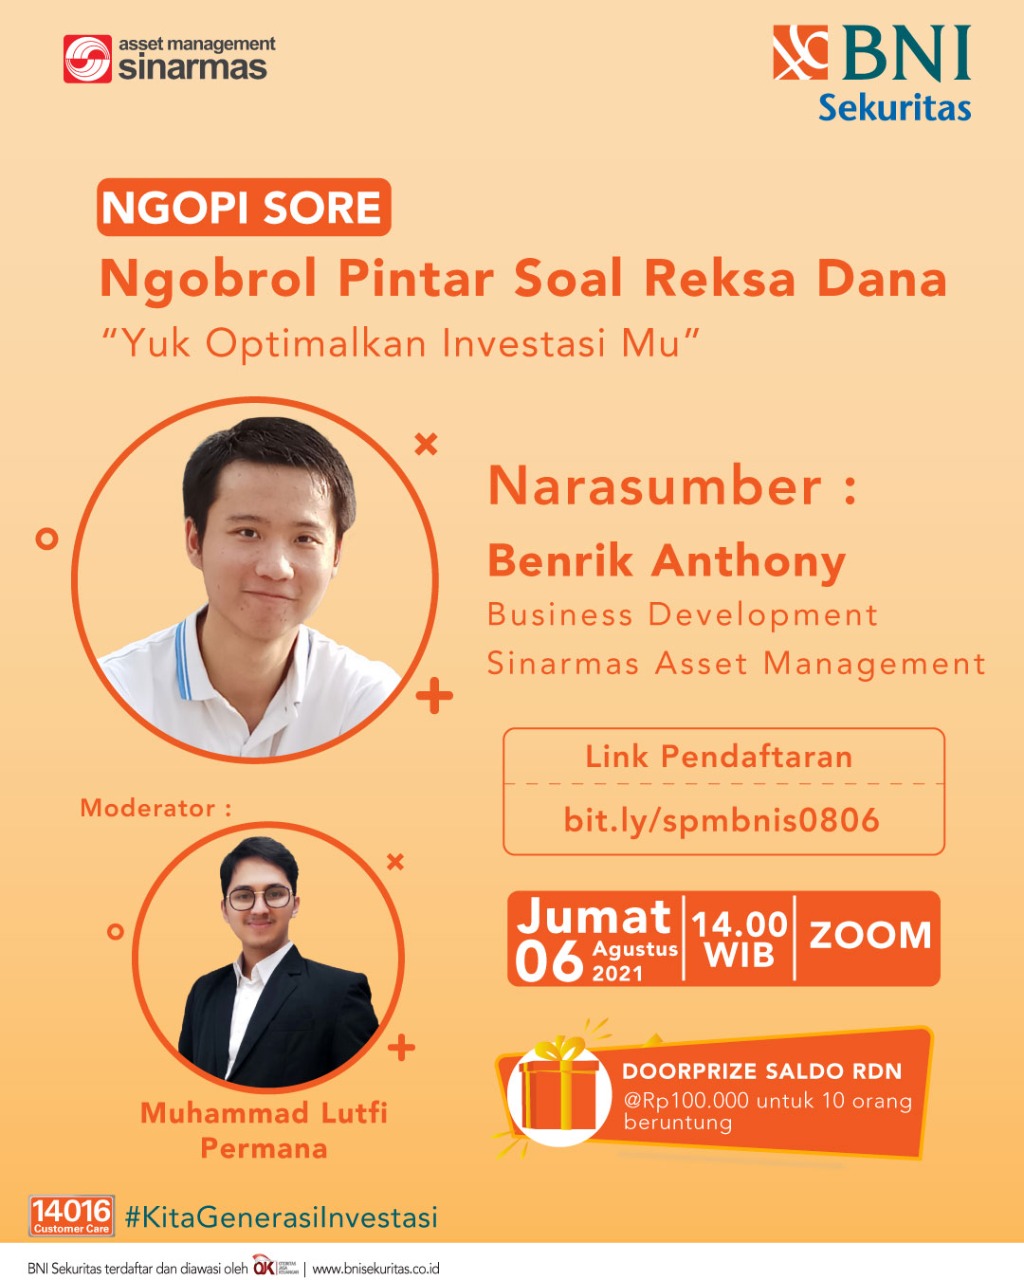 asset management
sinarmas
BNI
Sekuritas
NGOPI SORE
Ngobrol Pintar Soal Reksa Dana
“Yuk Optimalkan Investasi Mu”
Narasumber :
Benrik Anthony
Business Development
Sinarmas Asset Management
Link Pendaftaran
bit.ly/spmbnis0806
Moderator :
Muhammad Lutfi
Permana
Jumat
06 Agustus
2021
14.00
WIB
ZOOM
DOORPRIZE SALDO RDN
@Rp100.000 untuk 10 orang
beruntung
14016
Customer Care
#KitaGenerasiInvestasi
BNI Sekuritas terdaftar dan diawasi oleh OJK OTORITAS JASA KEUANGAN | www.bnisekuritas.co.id